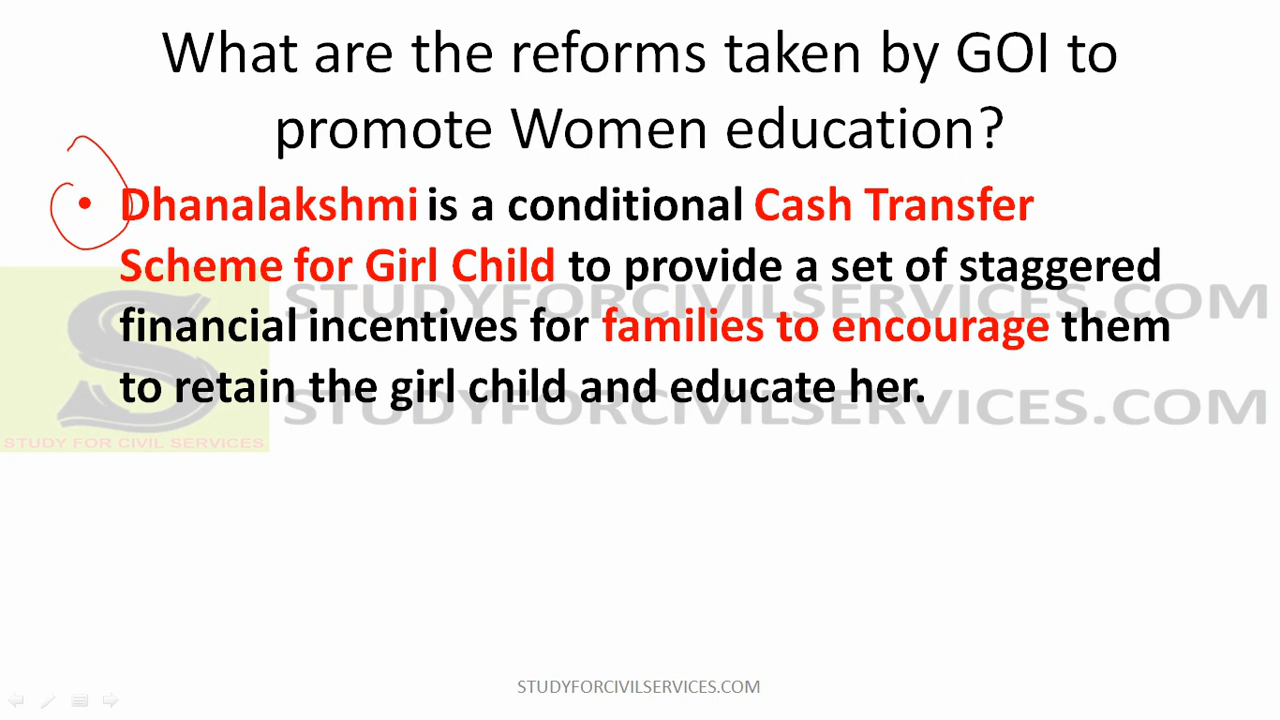 What are the reforms taken by GOI to
promote Women education?
• Dhanalakshmi is a conditional Cash Transfer
Scheme for Girl Child to provide a set of staggered
financial incentives for families to encourage them
to retain the girl child and educate her.
STUDYFORCIVILSERVICES.COM
STUDYFORCIVILSERVICES.COM
S
STUDY FOR CIVIL SERVICES
STUDYFORCIVILSERVICES.COM